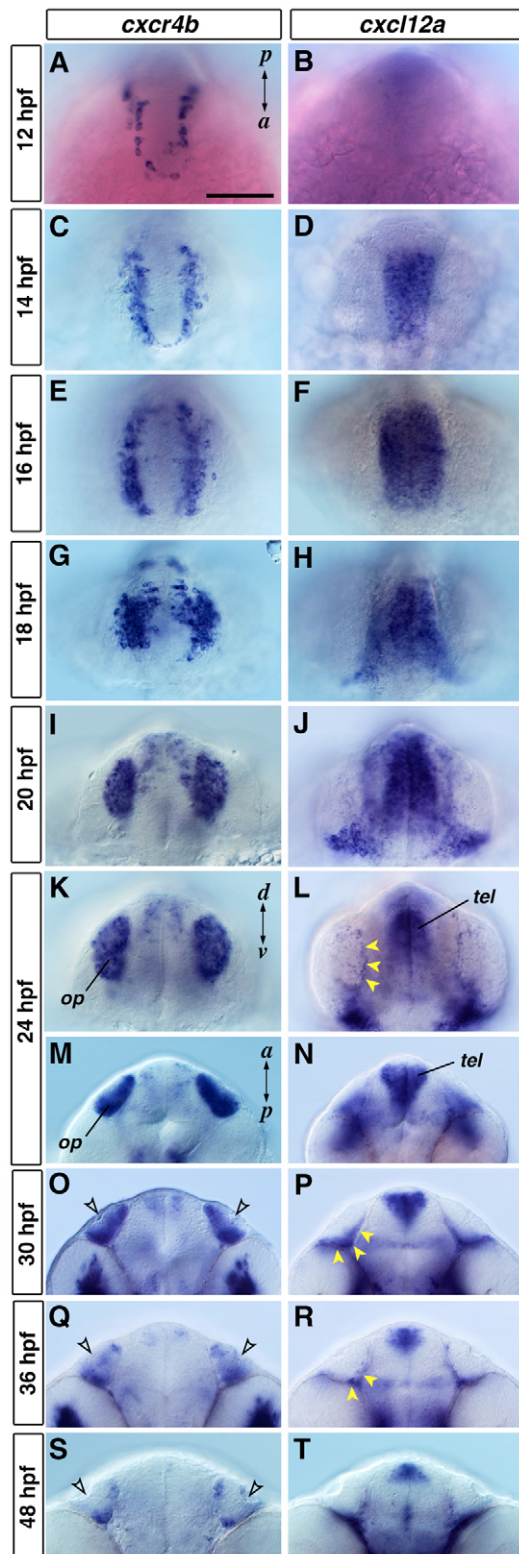 cxcr4b cxcl12a
12 hpf
A p a B
14 hpf
C D
16 hpf
E F
18 hpf
G H
20 hpf
I J
24 hpf
K d v op L tel
M a p op N tel
30 hpf
O P
36 hpf
Q R
48 hpf
S T